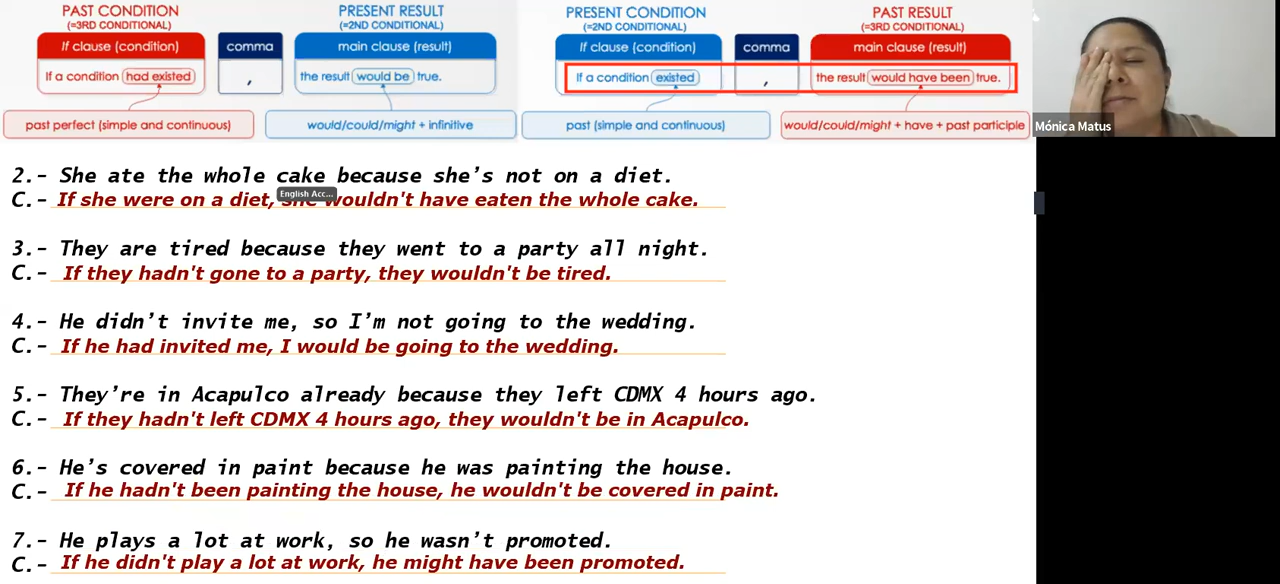 PAST CONDITION
(=3RD CONDITIONAL)
PRESENT RESULT
(=2ND CONDITIONAL)
If clause (condition)
comma
main clause (result)
If a condition had existed
,
the result would be true.
past perfect (simple and continuous)
would/could/might + infinitive
PRESENT CONDITION
(=2ND CONDITIONAL)
PAST RESULT
(=3RD CONDITIONAL)
If clause (condition)
comma
main clause (result)
If a condition existed
,
the result would have been true.
past (simple and continuous)
would/could/might + have + past participle
Mónica Matus
2.- She ate the whole cake because she’s not on a diet.
English Acc...
C.- If she were on a diet, she wouldn't have eaten the whole cake.
3.- They are tired because they went to a party all night.
C.- If they hadn't gone to a party, they wouldn't be tired.
4.- He didn’t invite me, so I’m not going to the wedding.
C.- If he had invited me, I would be going to the wedding.
5.- They’re in Acapulco already because they left CDMX 4 hours ago.
C.- If they hadn't left CDMX 4 hours ago, they wouldn't be in Acapulco.
6.- He’s covered in paint because he was painting the house.
C.- If he hadn't been painting the house, he wouldn't be covered in paint.
7.- He plays a lot at work, so he wasn’t promoted.
C.- If he didn't play a lot at work, he might have been promoted.